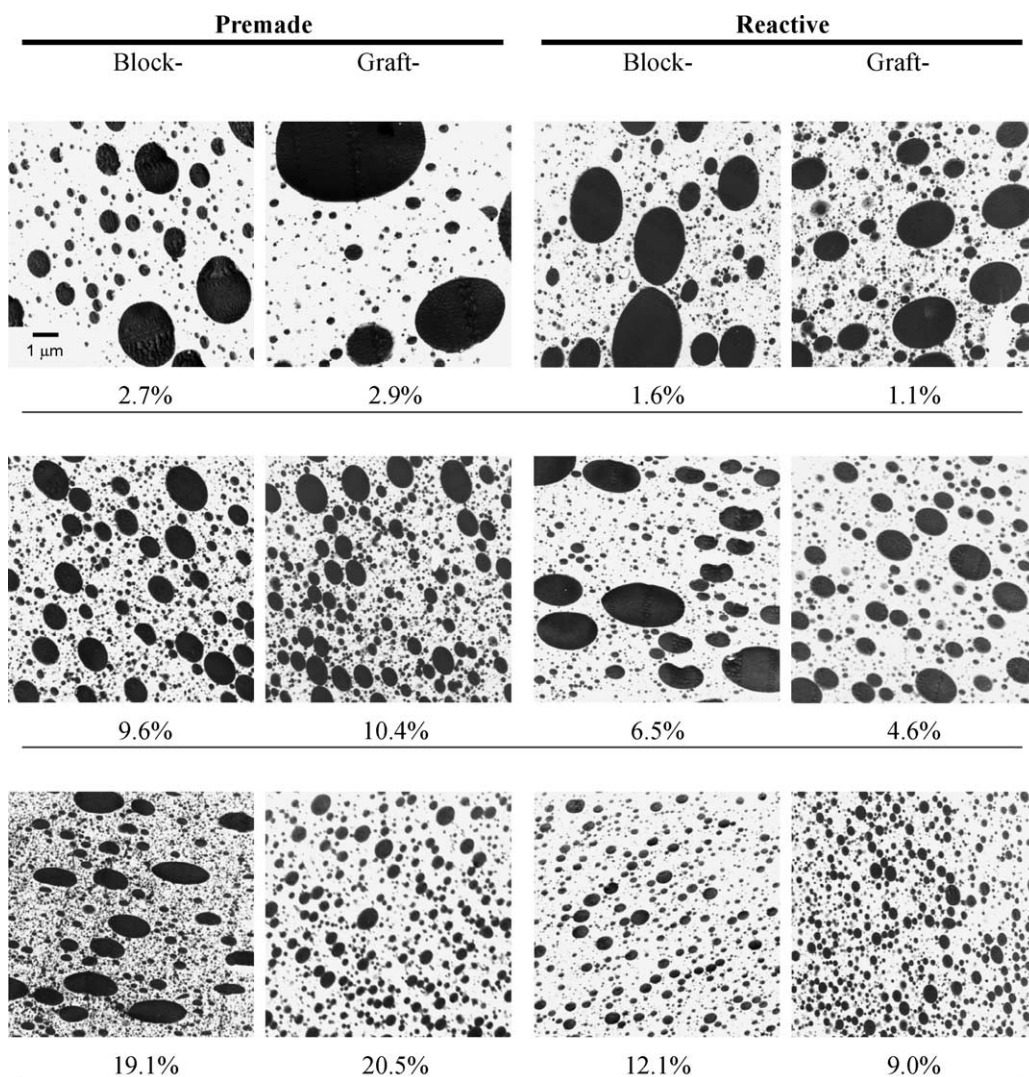 Premade Reactive
Block- Graft- Block- Graft-
1 μm
2.7% 2.9% 1.6% 1.1%
9.6% 10.4% 6.5% 4.6%
19.1% 20.5% 12.1% 9.0%